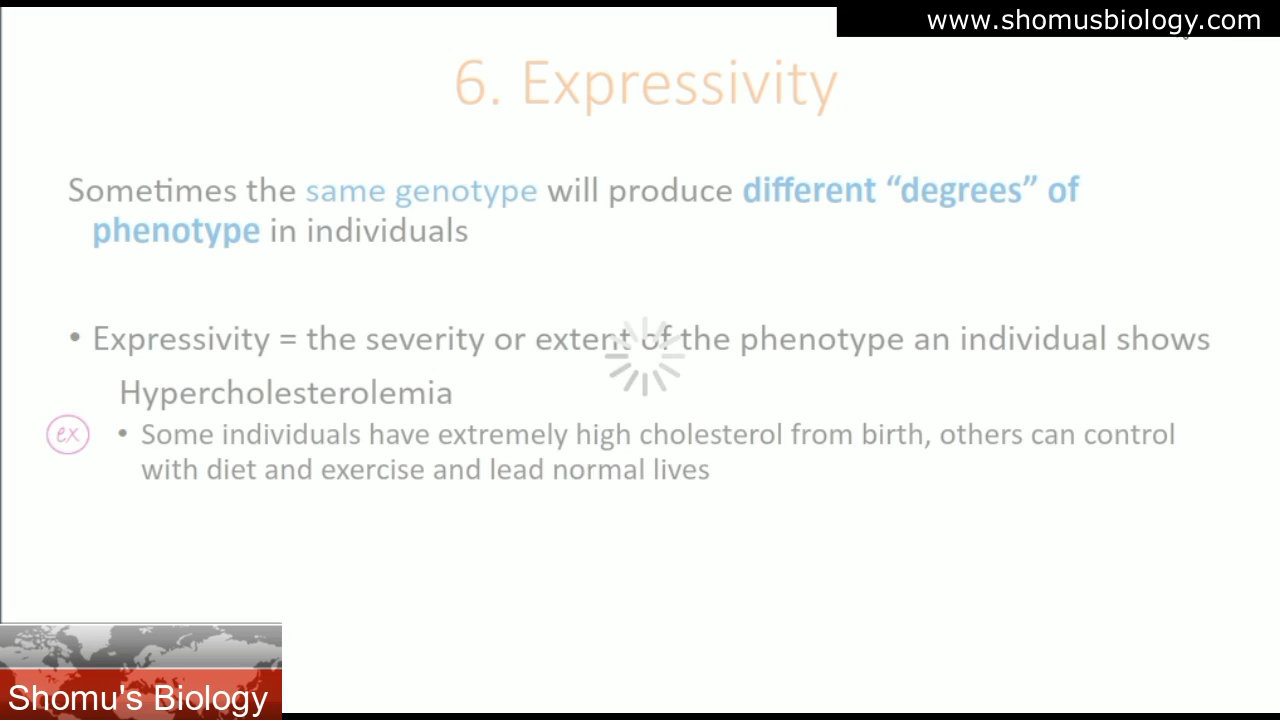 www.shomusbiology.com
6. Expressivity
Sometimes the same genotype will produce different “degrees” of
phenotype in individuals
• Expressivity = the severity or extent of the phenotype an individual shows
Hypercholesterolemia
ex
• Some individuals have extremely high cholesterol from birth, others can control
with diet and exercise and lead normal lives
Shomu's Biology